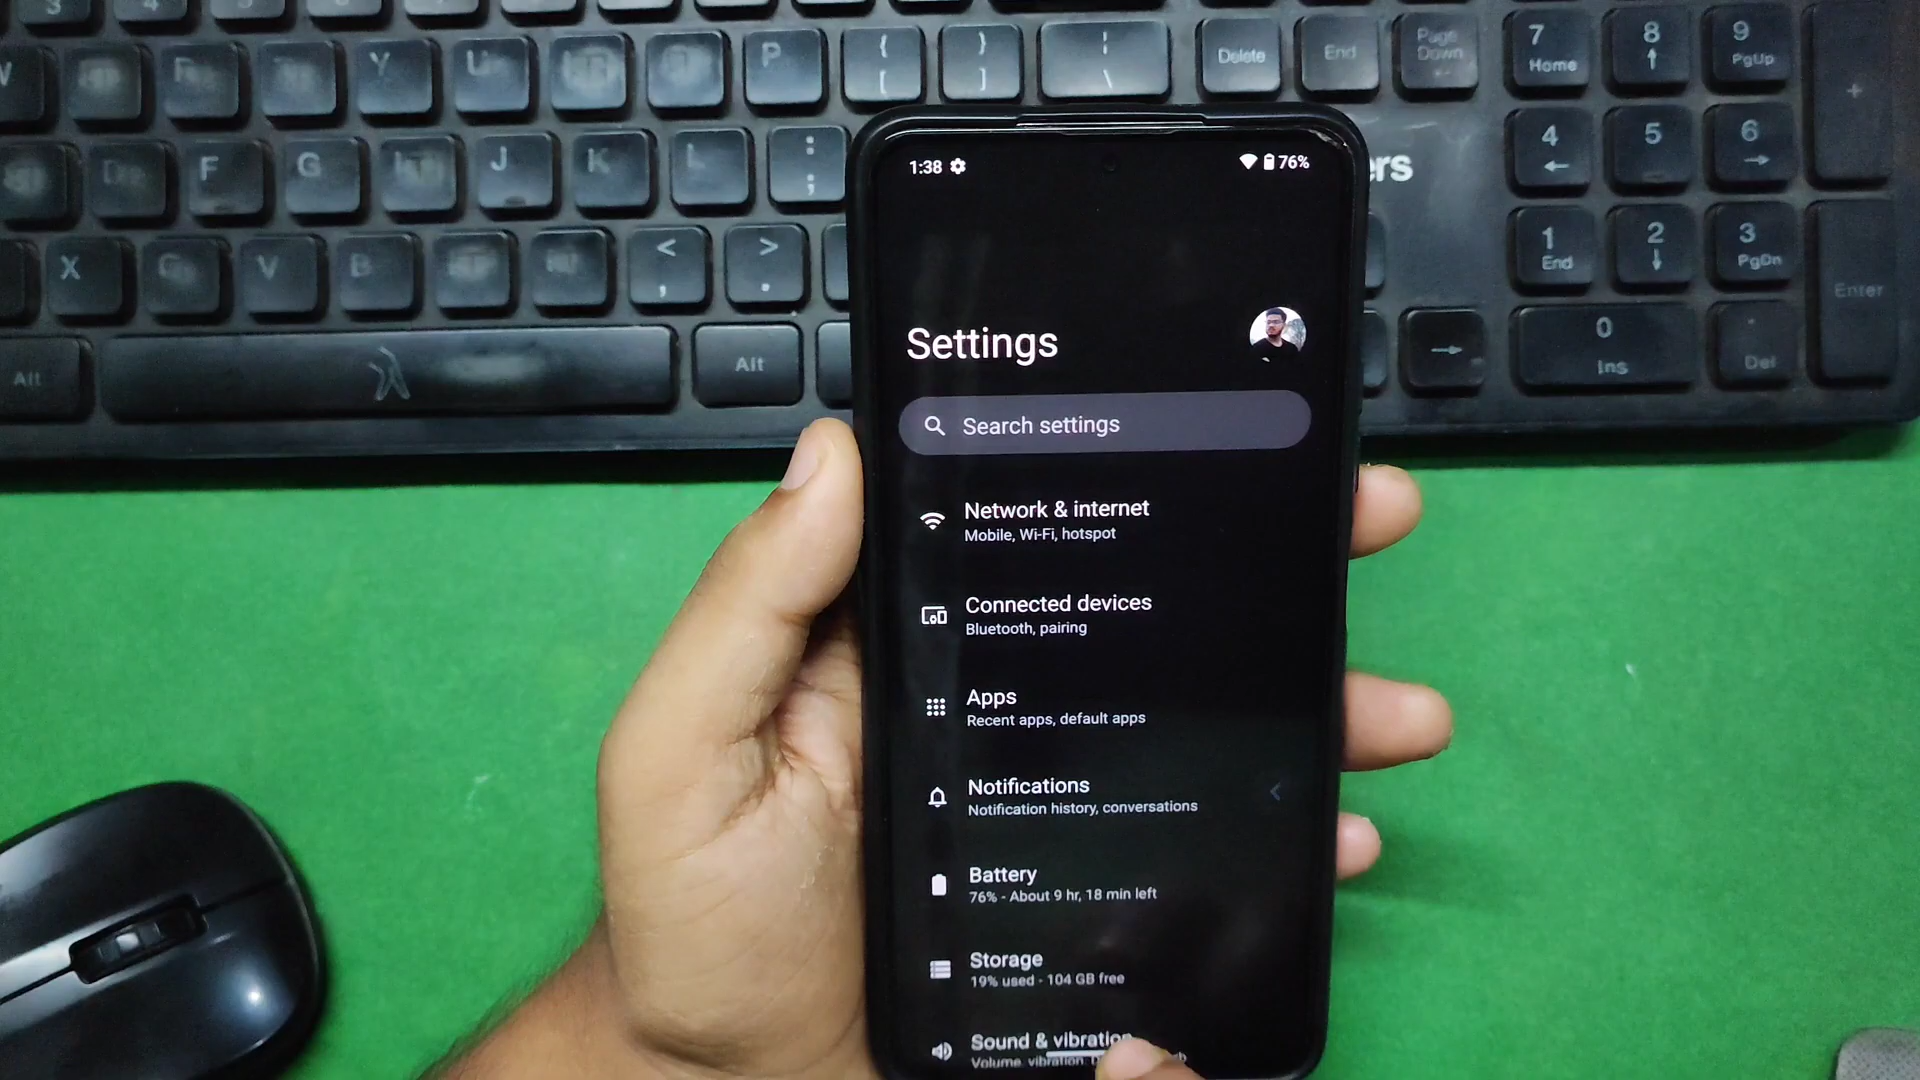 P
{
[
}
]
¦
\
Delete
End
Page
Down
7
Home
8
9
PgUp
+
F
G
J
K
L
:
;
4
5
6
ers
X
V
B
<
,
>
.
1
End
2
3
PgDn
Enter
Alt
Alt
0
Ins
.
Del
1:38
76%
Settings
Search settings
Network & internet
Mobile, Wi-Fi, hotspot
Connected devices
Bluetooth, pairing
Apps
Recent apps, default apps
Notifications
Notification history, conversations
Battery
76% - About 9 hr, 18 min left
Storage
19% used - 104 GB free
Sound & vibration
Volume, vibration,